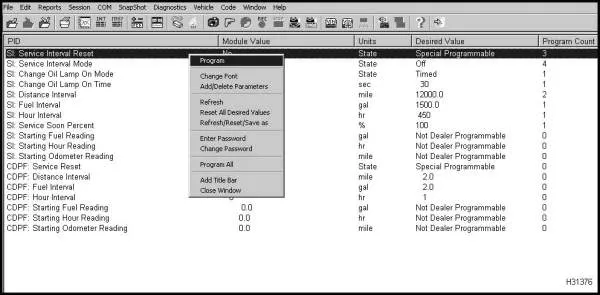 File Edit Reports Session COM SnapShot Diagnostics Vehicle Code Window Help
PID Module Value Units Desired Value Program Count
SI: Service Interval Reset No State Special Programmable 3
SI: Service Interval Mode State Off 4
SI: Change Oil Lamp On Mode State Timed 1
SI: Change Oil Lamp On Time sec 30 1
SI: Distance Interval mile 12000.0 2
SI: Fuel Interval gal 1500.0 1
SI: Hour Interval hr 450 1
SI: Service Soon Percent % 100 1
SI: Starting Fuel Reading gal Not Dealer Programmable 0
SI: Starting Hour Reading hr Not Dealer Programmable 0
SI: Starting Odometer Reading mile Not Dealer Programmable 0
CDPF: Service Reset State Special Programmable 0
CDPF: Distance Interval mile 2.0 0
CDPF: Fuel Interval gal 2.0 0
CDPF: Hour Interval hr 1 0
CDPF: Starting Fuel Reading 0.0 gal Not Dealer Programmable 0
CDPF: Starting Hour Reading 0.0 hr Not Dealer Programmable 0
CDPF: Starting Odometer Reading 0.0 mile Not Dealer Programmable 0
Program
Change Font
Add/Delete Parameters
Refresh
Reset All Desired Values
Refresh/Reset/Save as
Enter Password
Change Password
Program All
Add Title Bar
Close Window
H31376